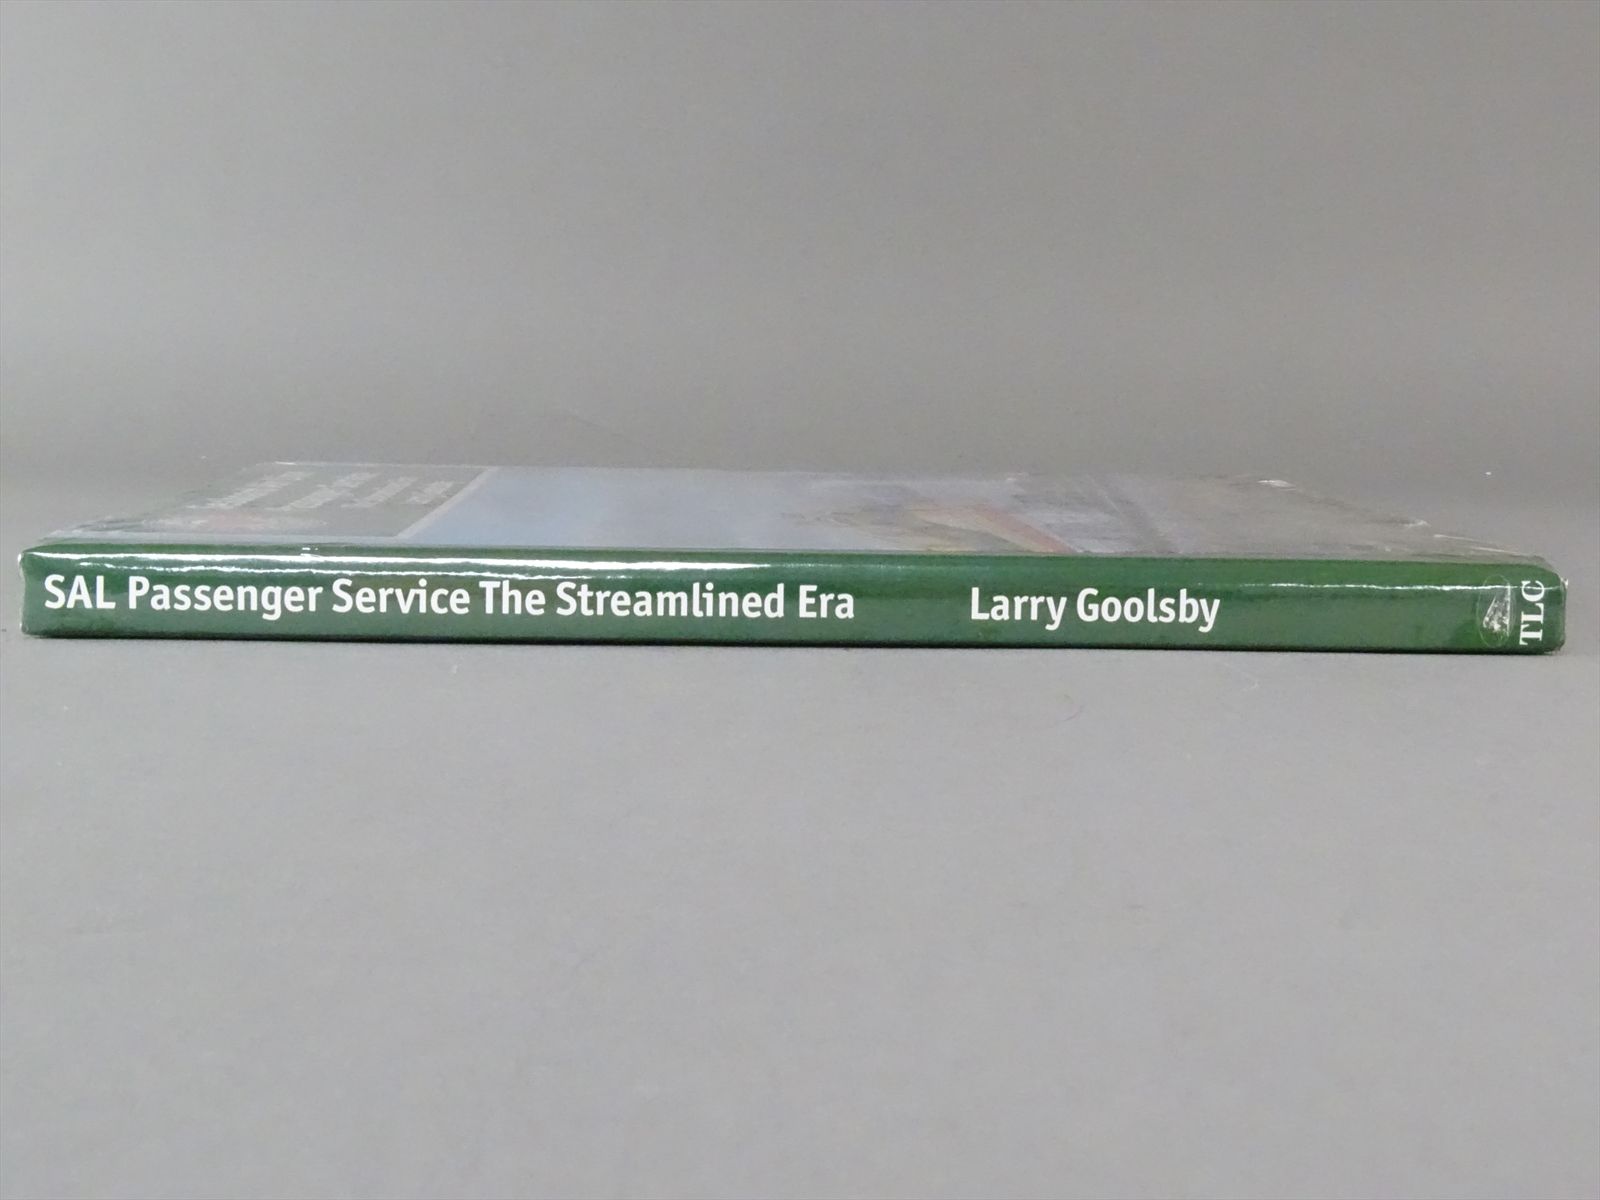 SAL Passenger Service The Streamlined Era
Larry Goolsby
TLC